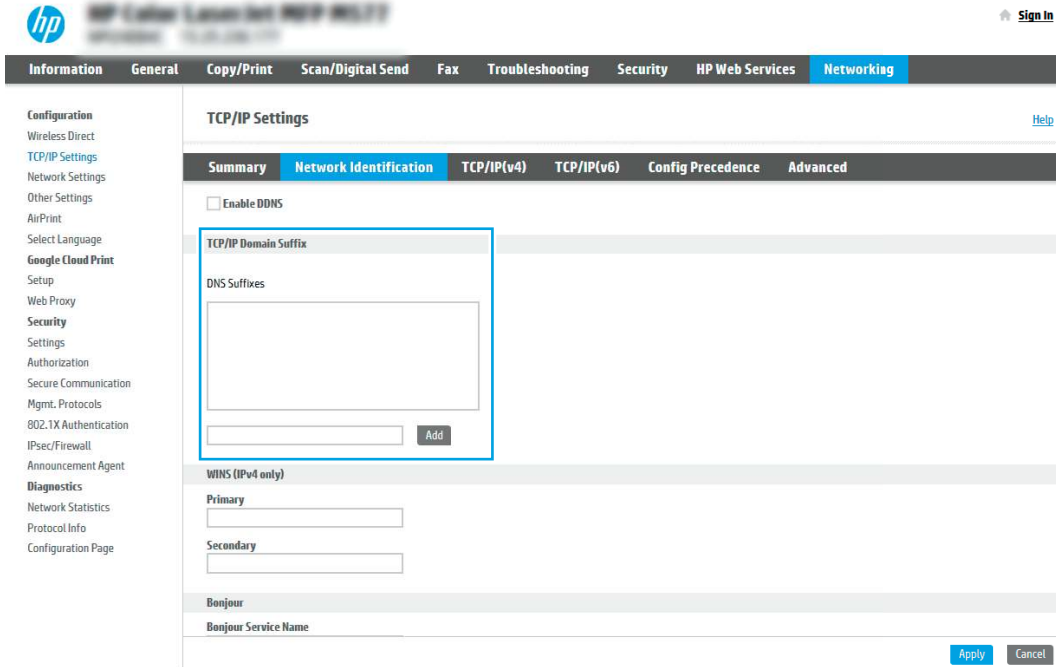 hp
Sign In
Information General Copy/Print Scan/Digital Send Fax Troubleshooting Security HP Web Services Networking
Configuration
Wireless Direct
TCP/IP Settings
Network Settings
Other Settings
AirPrint
Select Language
Google Cloud Print
Setup
Web Proxy
Security
Settings
Authorization
Secure Communication
Mgmt. Protocols
802.1X Authentication
IPsec/Firewall
Announcement Agent
Diagnostics
Network Statistics
Protocol Info
Configuration Page
TCP/IP Settings
Help
Summary Network Identification TCP/IP(v4) TCP/IP(v6) Config Precedence Advanced
Enable DDNS
TCP/IP Domain Suffix
DNS Suffixes
Add
WINS (IPv4 only)
Primary
Secondary
Bonjour
Bonjour Service Name
Apply Cancel